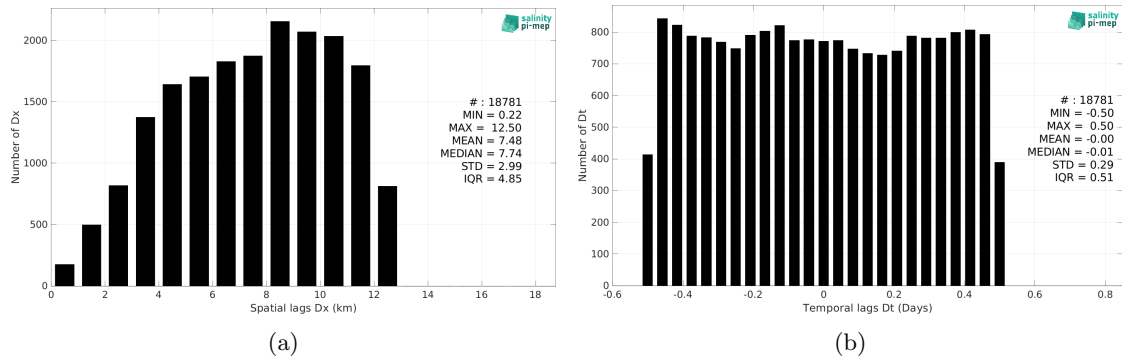 salinity
pi-mep
2000
1500
1000
500
0
Number of Dx
# : 18781
MIN = 0.22
MAX = 12.50
MEAN = 7.48
MEDIAN = 7.74
STD = 2.99
IQR = 4.85
0 2 4 6 8 10 12 14 16 18
Spatial lags Dx (km)
(a)
salinity
pi-mep
800
700
600
500
400
300
200
100
0
Number of Dt
# : 18781
MIN = -0.50
MAX = 0.50
MEAN = -0.00
MEDIAN = -0.01
STD = 0.29
IQR = 0.51
-0.6 -0.4 -0.2 0 0.2 0.4 0.6 0.8
Temporal lags Dt (Days)
(b)